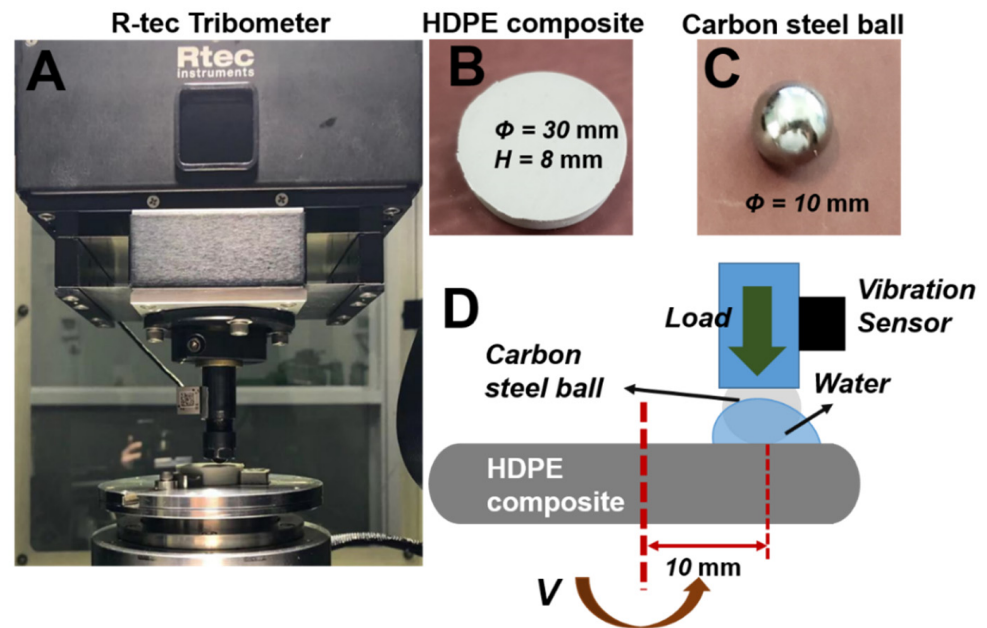 R-tec Tribometer
HDPE composite
Carbon steel ball
A
Rtec
instruments
B
Φ = 30 mm
H = 8 mm
C
Φ = 10 mm
D
Load
Vibration
Sensor
Carbon
steel ball
Water
HDPE
composite
10 mm
V